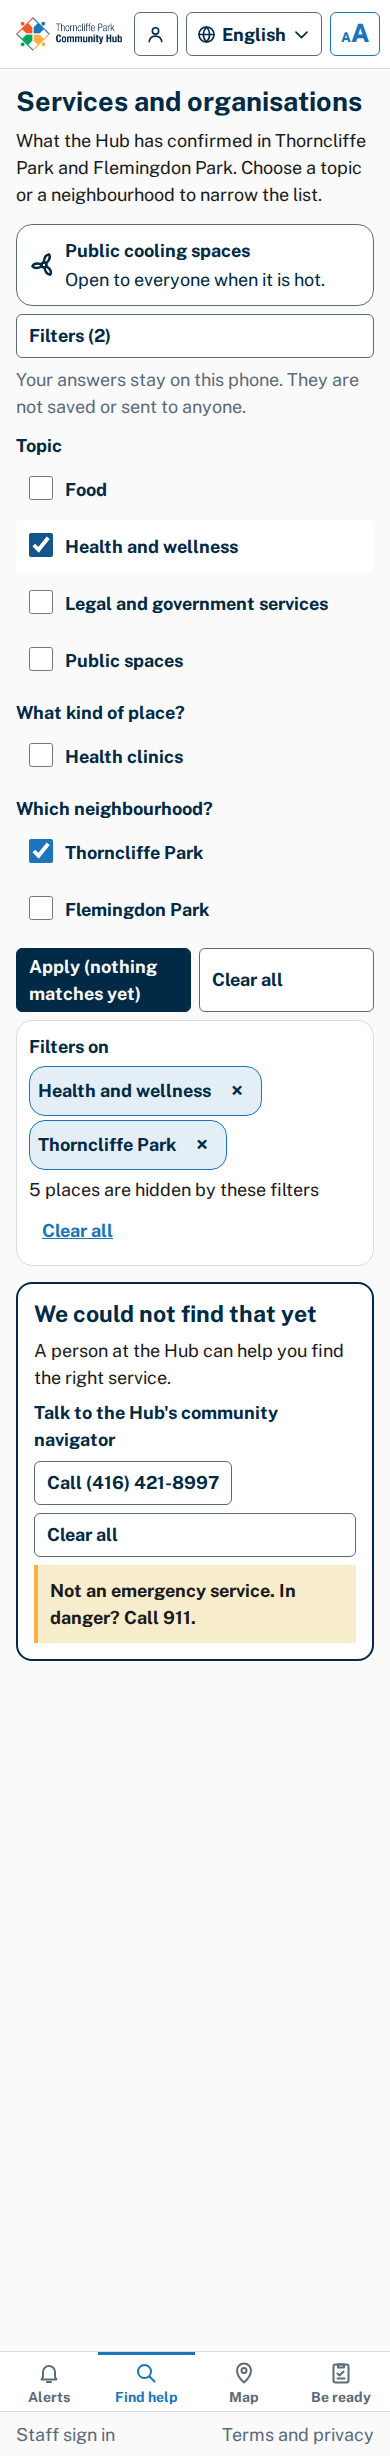 Thorncliffe Park
Community Hub
English
AA
Services and organisations
What the Hub has confirmed in Thorncliffe
Park and Flemingdon Park. Choose a topic
or a neighbourhood to narrow the list.
Public cooling spaces
Open to everyone when it is hot.
Filters (2)
Your answers stay on this phone. They are
not saved or sent to anyone.
Topic
Food
Health and wellness
Legal and government services
Public spaces
What kind of place?
Health clinics
Which neighbourhood?
Thorncliffe Park
Flemingdon Park
Apply (nothing
matches yet)
Clear all
Filters on
Health and wellness ×
Thorncliffe Park ×
5 places are hidden by these filters
Clear all
We could not find that yet
A person at the Hub can help you find
the right service.
Talk to the Hub's community
navigator
Call (416) 421-8997
Clear all
Not an emergency service. In
danger? Call 911.
Alerts
Find help
Map
Be ready
Staff sign in
Terms and privacy